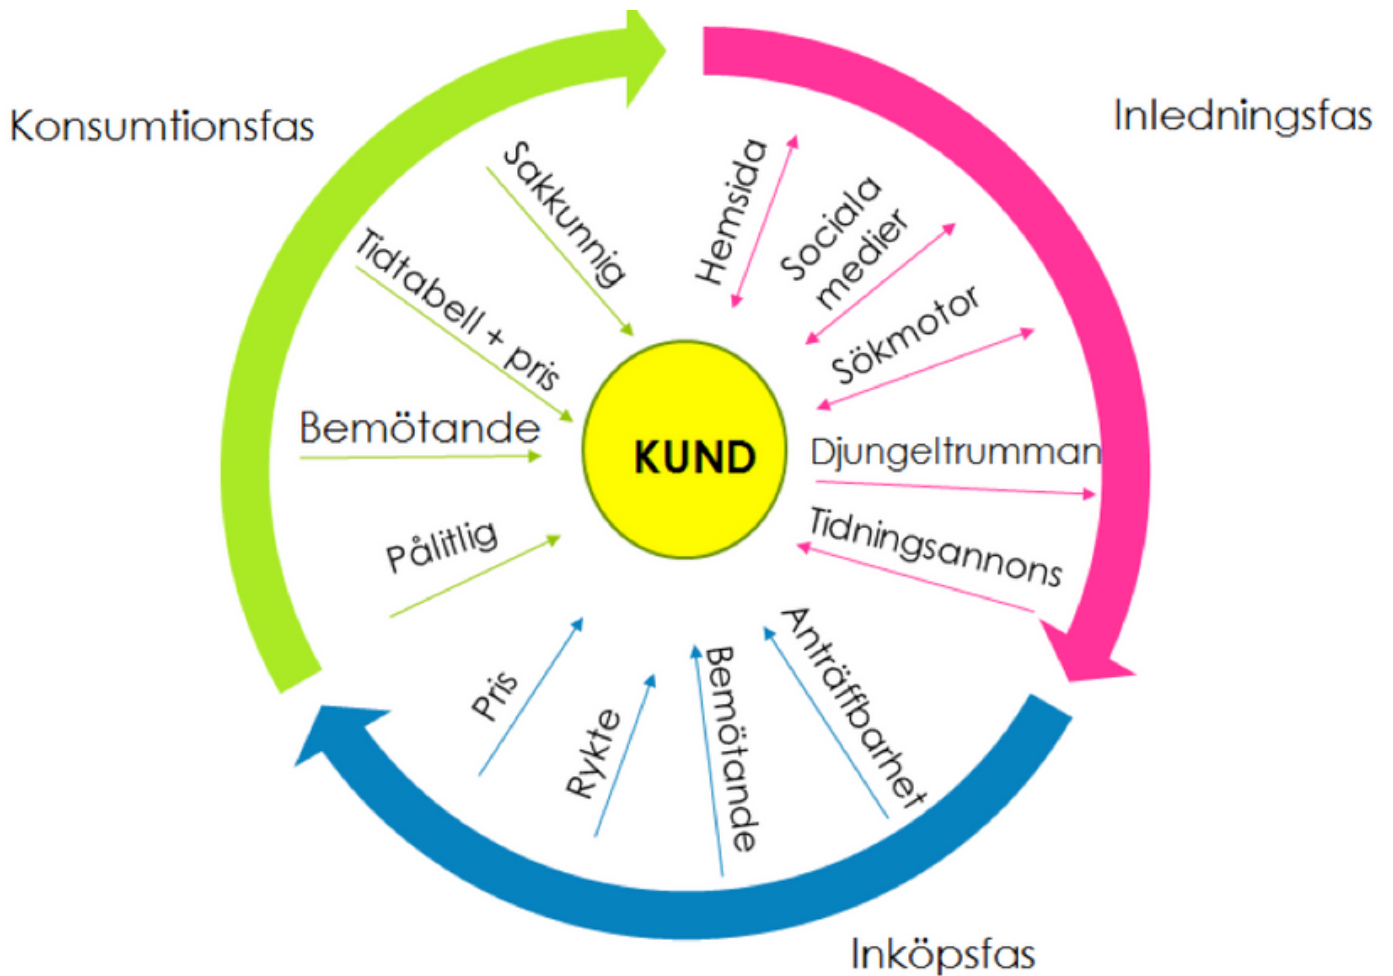 Konsumtionsfas
Inledningsfas
Sakkunnig
Tidtabell + pris
Bemötande
Pålitlig
Hemsida
Sociala
medier
Sökmotor
Djungeltrumman
Tidningsannons
KUND
Pris
Rykte
Bemötande
Anträffbarhet
Inköpsfas